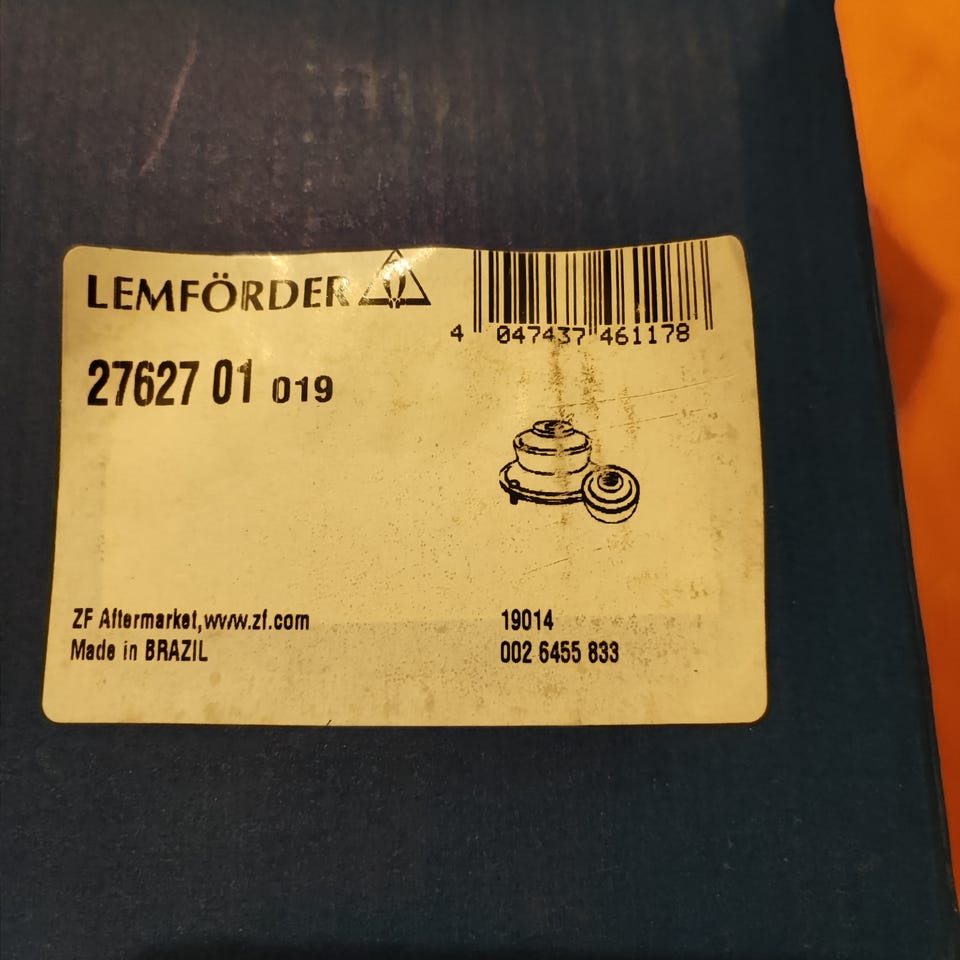 LEMFÖRDER
4 047437 461178
27627 01 019
ZF Aftermarket,www.zf.com
Made in BRAZIL
19014
002 6455 833